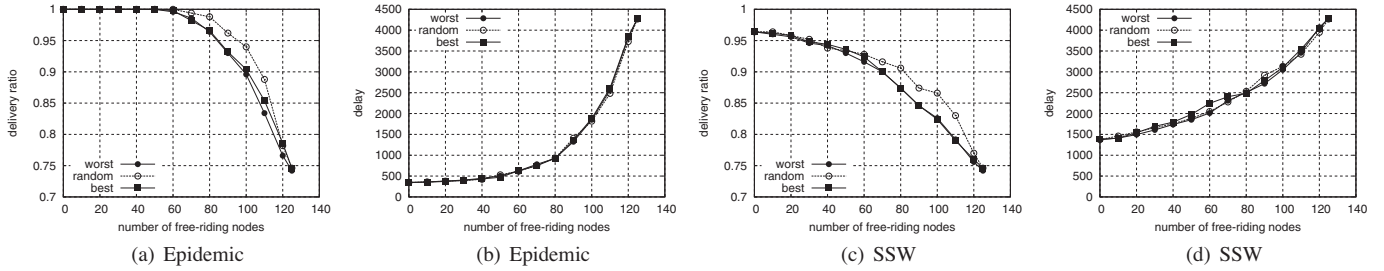 1
0.95
0.9
0.85
0.8
0.75
0.7
delivery ratio
worst
random
best
0 20 40 60 80 100 120 140
number of free-riding nodes
(a) Epidemic
4500
4000
3500
3000
2500
2000
1500
1000
500
0
delay
worst
random
best
0 20 40 60 80 100 120 140
number of free-riding nodes
(b) Epidemic
1
0.95
0.9
0.85
0.8
0.75
0.7
delivery ratio
worst
random
best
0 20 40 60 80 100 120 140
number of free-riding nodes
(c) SSW
4500
4000
3500
3000
2500
2000
1500
1000
500
0
delay
worst
random
best
0 20 40 60 80 100 120 140
number of free-riding nodes
(d) SSW